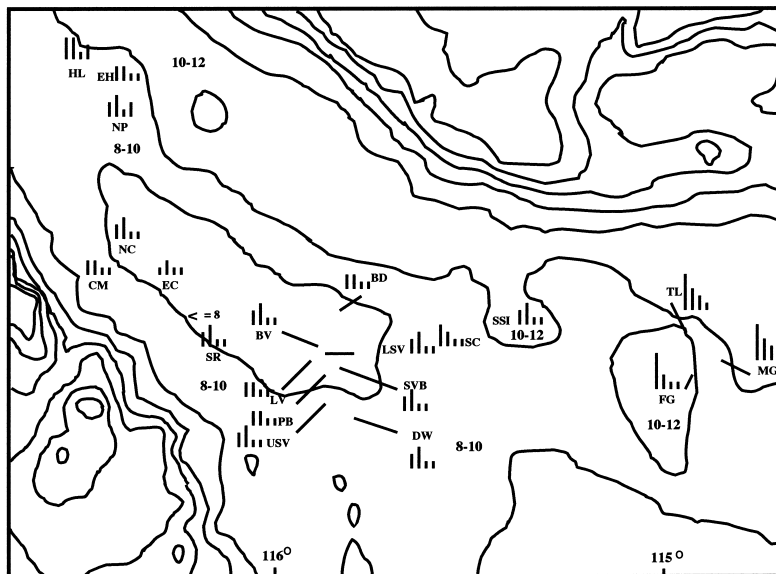 10-12
HL
EH
NP
8-10
NC
CM
EC
BD
< = 8
SR
BV
LSV
SC
SSI
10-12
TL
MG
FG
10-12
8-10
LV
SVB
PB
USV
DW
8-10
116 O
115 O